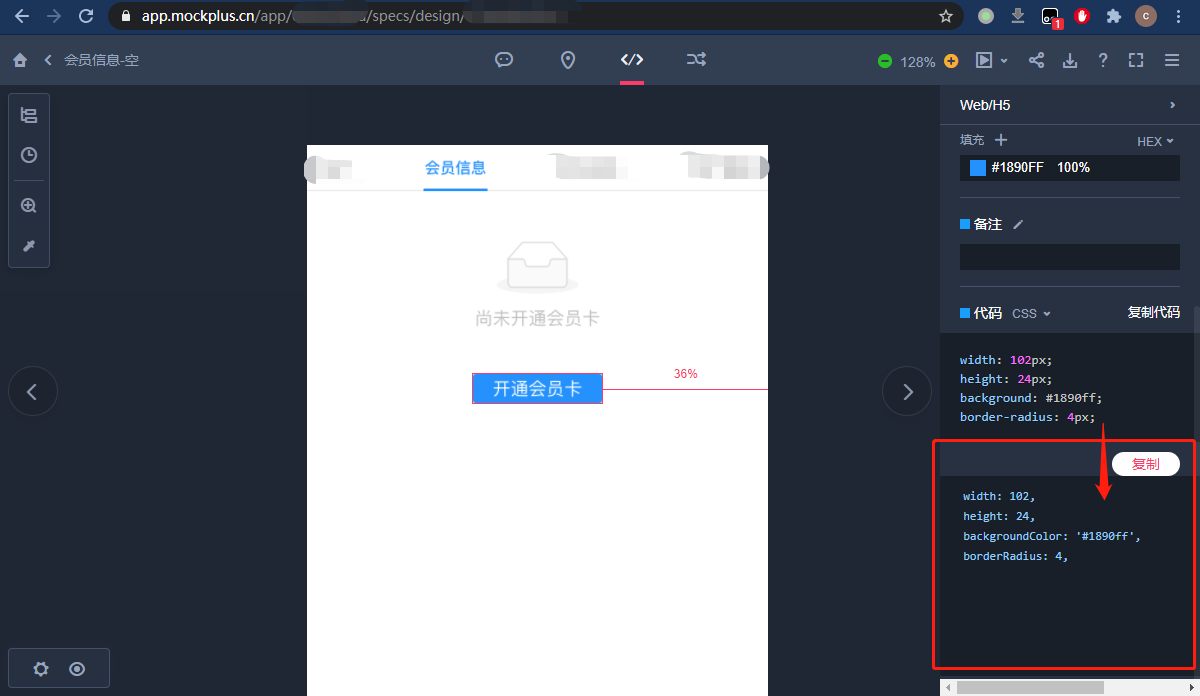 app.mockplus.cn/app/
/specs/design/
1
c
会员信息-空
</>
128%
?
Web/H5
填充
HEX
#1890FF 100%
备注
代码 CSS
复制代码
width: 102px;
height: 24px;
background: #1890ff;
border-radius: 4px;
复制
width: 102,
height: 24,
backgroundColor: '#1890ff',
borderRadius: 4,
会员信息
尚未开通会员卡
开通会员卡
36%